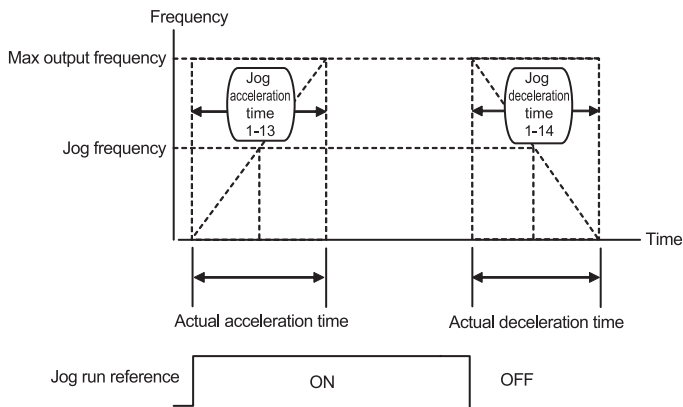 Frequency
Max output frequency
Jog
acceleration
time
1-13
Jog
deceleration
time
1-14
Jog frequency
Time
Actual acceleration time
Actual deceleration time
Jog run reference
ON
OFF